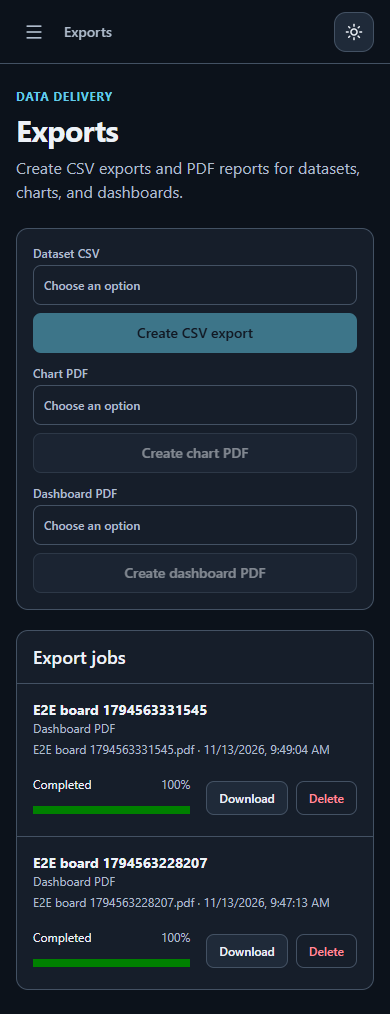 Exports
DATA DELIVERY
Exports
Create CSV exports and PDF reports for datasets,
charts, and dashboards.
Dataset CSV
Choose an option
Create CSV export
Chart PDF
Choose an option
Create chart PDF
Dashboard PDF
Choose an option
Create dashboard PDF
Export jobs
E2E board 1794563331545
Dashboard PDF
E2E board 1794563331545.pdf · 11/13/2026, 9:49:04 AM
Completed 100%
Download Delete
E2E board 1794563228207
Dashboard PDF
E2E board 1794563228207.pdf · 11/13/2026, 9:47:13 AM
Completed 100%
Download Delete